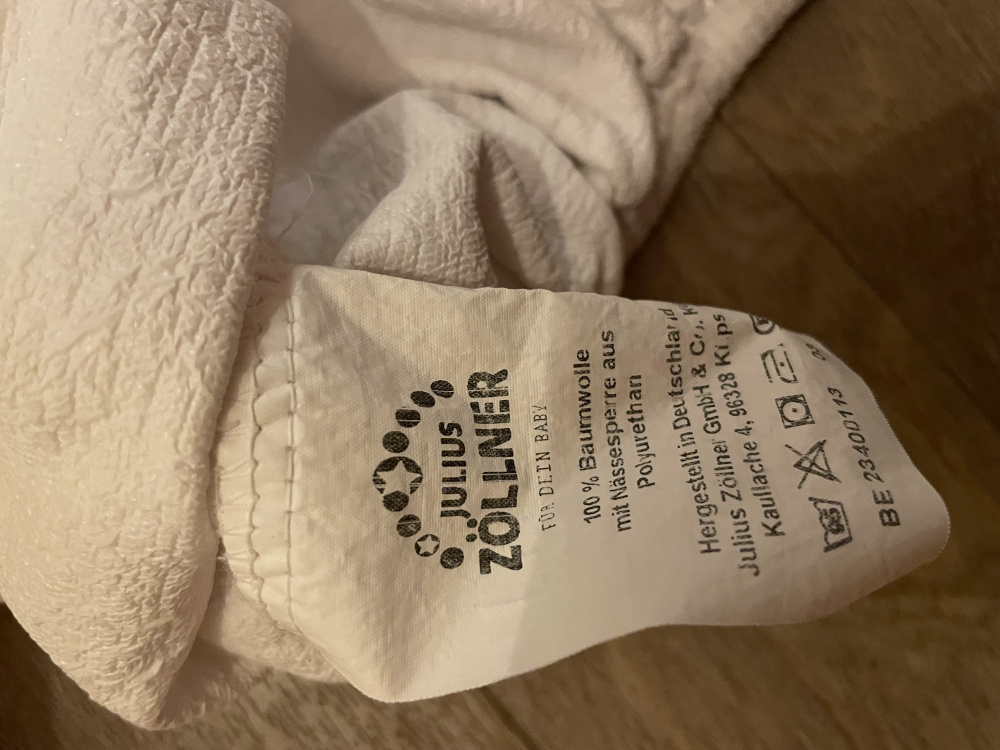 JULIUS
ZÖLLNER
FÜR DEIN BABY
100 % Baumwolle
mit Nässesperre aus
Polyurethan
Hergestellt in Deutschland
Julius Zöllner GmbH & Co. K
Kaullache 4, 96328 Küps
BE 23400113